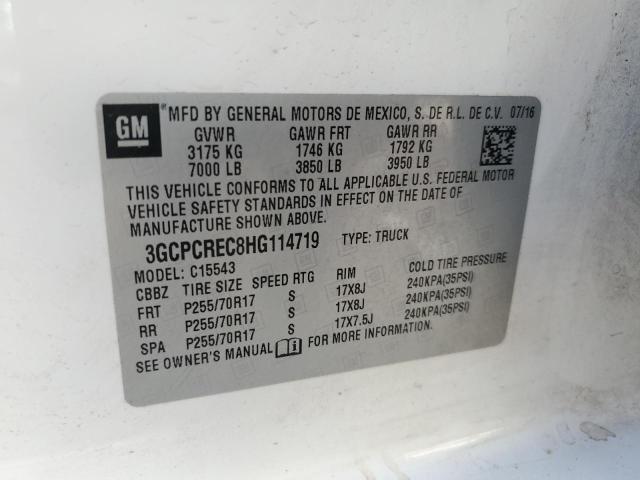 GM
MFD BY GENERAL MOTORS DE MEXICO, S. DE R.L. DE C.V. 07/16
GVWR GAWR FRT GAWR RR
3175 KG 1746 KG 1792 KG
7000 LB 3850 LB 3950 LB
THIS VEHICLE CONFORMS TO ALL APPLICABLE U.S. FEDERAL MOTOR
VEHICLE SAFETY STANDARDS IN EFFECT ON THE DATE OF
MANUFACTURE SHOWN ABOVE.
3GCPCREC8HG114719 TYPE: TRUCK
MODEL: C15543
CBBZ TIRE SIZE SPEED RTG RIM COLD TIRE PRESSURE
FRT P255/70R17 S 17X8J 240KPA(35PSI)
RR P255/70R17 S 17X8J 240KPA(35PSI)
SPA P255/70R17 S 17X7.5J 240KPA(35PSI)
SEE OWNER'S MANUAL FOR MORE INFORMATION.